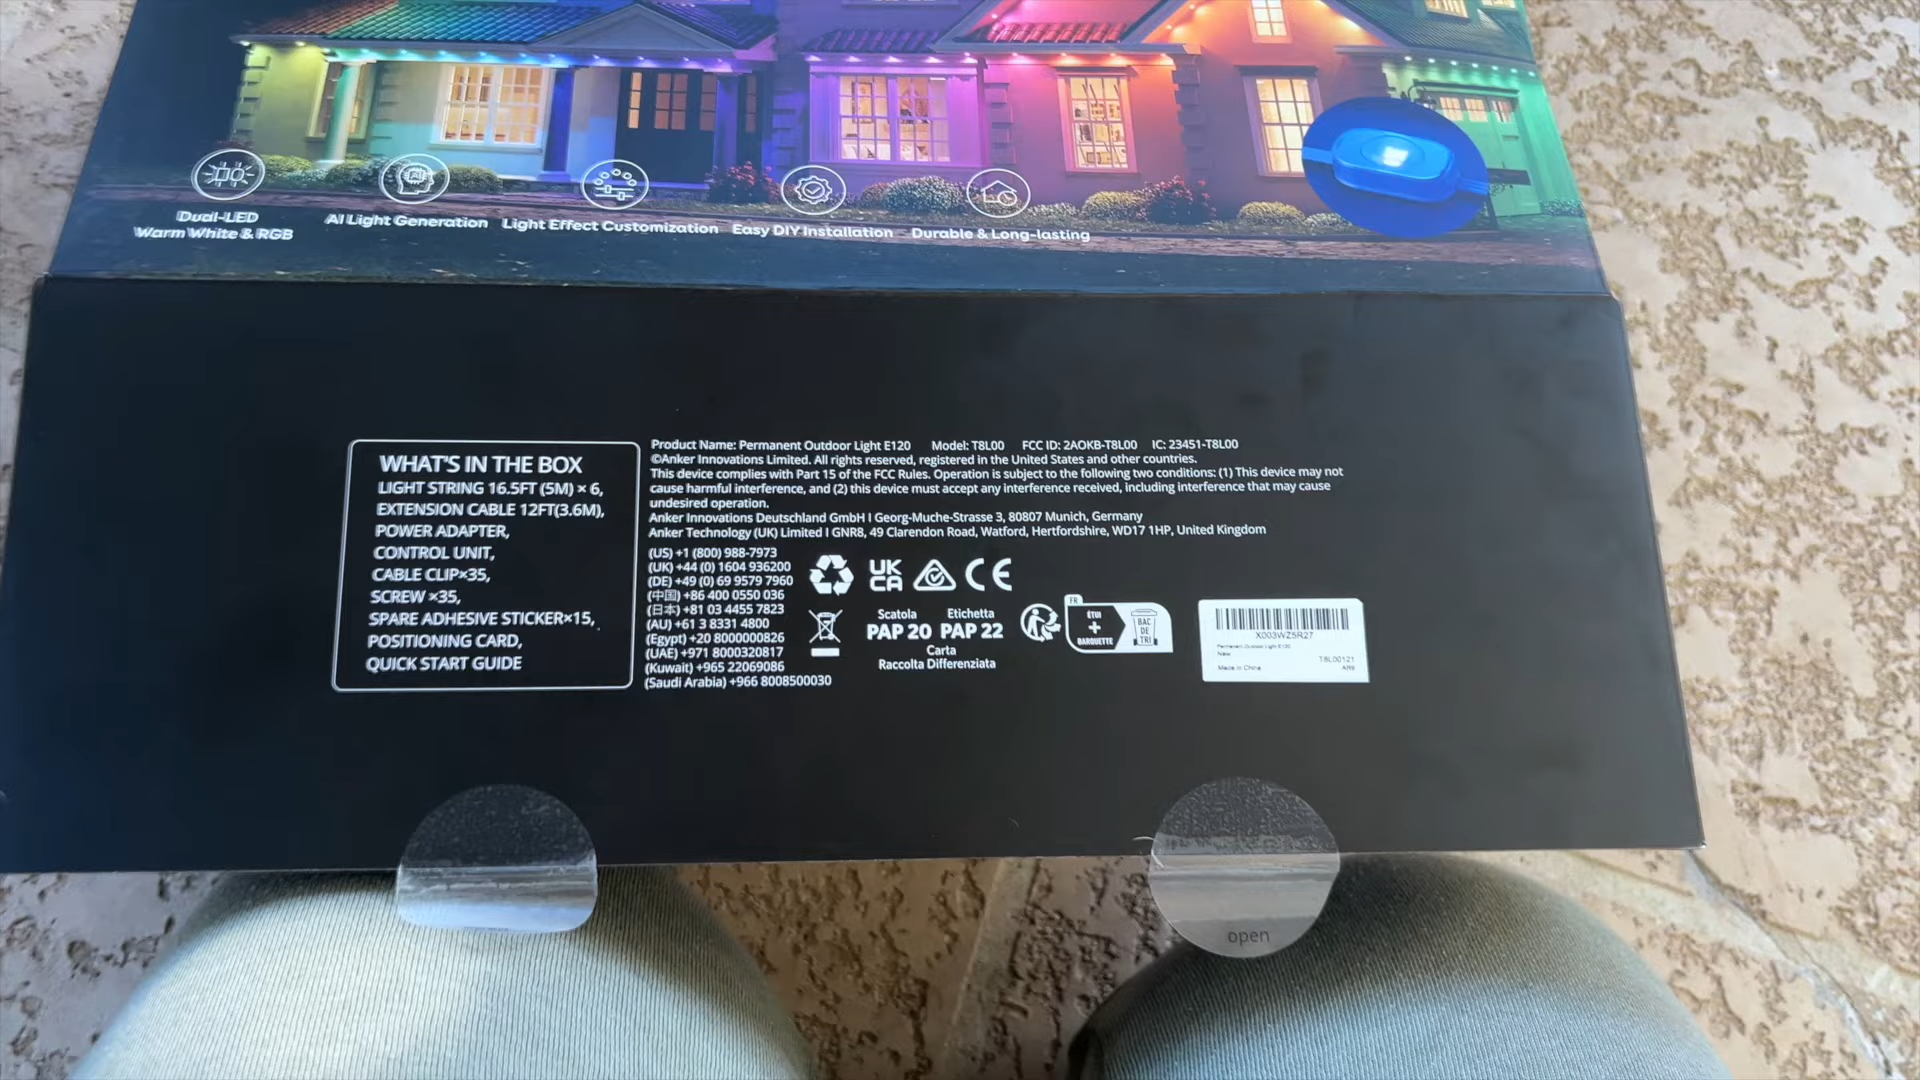 Dual-LED
Warm White & RGB
AI Light Generation
Light Effect Customization
Easy DIY Installation
Durable & Long-lasting
WHAT'S IN THE BOX
LIGHT STRING 16.5FT (5M) × 6,
EXTENSION CABLE 12FT(3.6M),
POWER ADAPTER,
CONTROL UNIT,
CABLE CLIP×35,
SCREW ×35,
SPARE ADHESIVE STICKER×15,
POSITIONING CARD,
QUICK START GUIDE
Product Name: Permanent Outdoor Light E120 Model: T8L00 FCC ID: 2AOKB-T8L00 IC: 23451-T8L00
©Anker Innovations Limited. All rights reserved, registered in the United States and other countries.
This device complies with Part 15 of the FCC Rules. Operation is subject to the following two conditions: (1) This device may not
cause harmful interference, and (2) this device must accept any interference received, including interference that may cause
undesired operation.
Anker Innovations Deutschland GmbH I Georg-Muche-Strasse 3, 80807 Munich, Germany
Anker Technology (UK) Limited I GNR8, 49 Clarendon Road, Watford, Hertfordshire, WD17 1HP, United Kingdom
(US) +1 (800) 988-7973
(UK) +44 (0) 1604 936200
(DE) +49 (0) 69 9579 7960
(中国) +86 400 0550 036
(日本) +81 03 4455 7823
(AU) +61 3 8331 4800
(Egypt) +20 8000000826
(UAE) +971 8000320817
(Kuwait) +965 22069086
(Saudi Arabia) +966 8008500030
UK
CA
CE
Scatola Etichetta
PAP 20 PAP 22
Carta
Raccolta Differenziata
FR
ÉTUI
+
BARQUETTE
BAC
DE
TRI
X003WZ5R27
Permanent Outdoor Light E120
New
T8L00121
Made in China
AR9
open